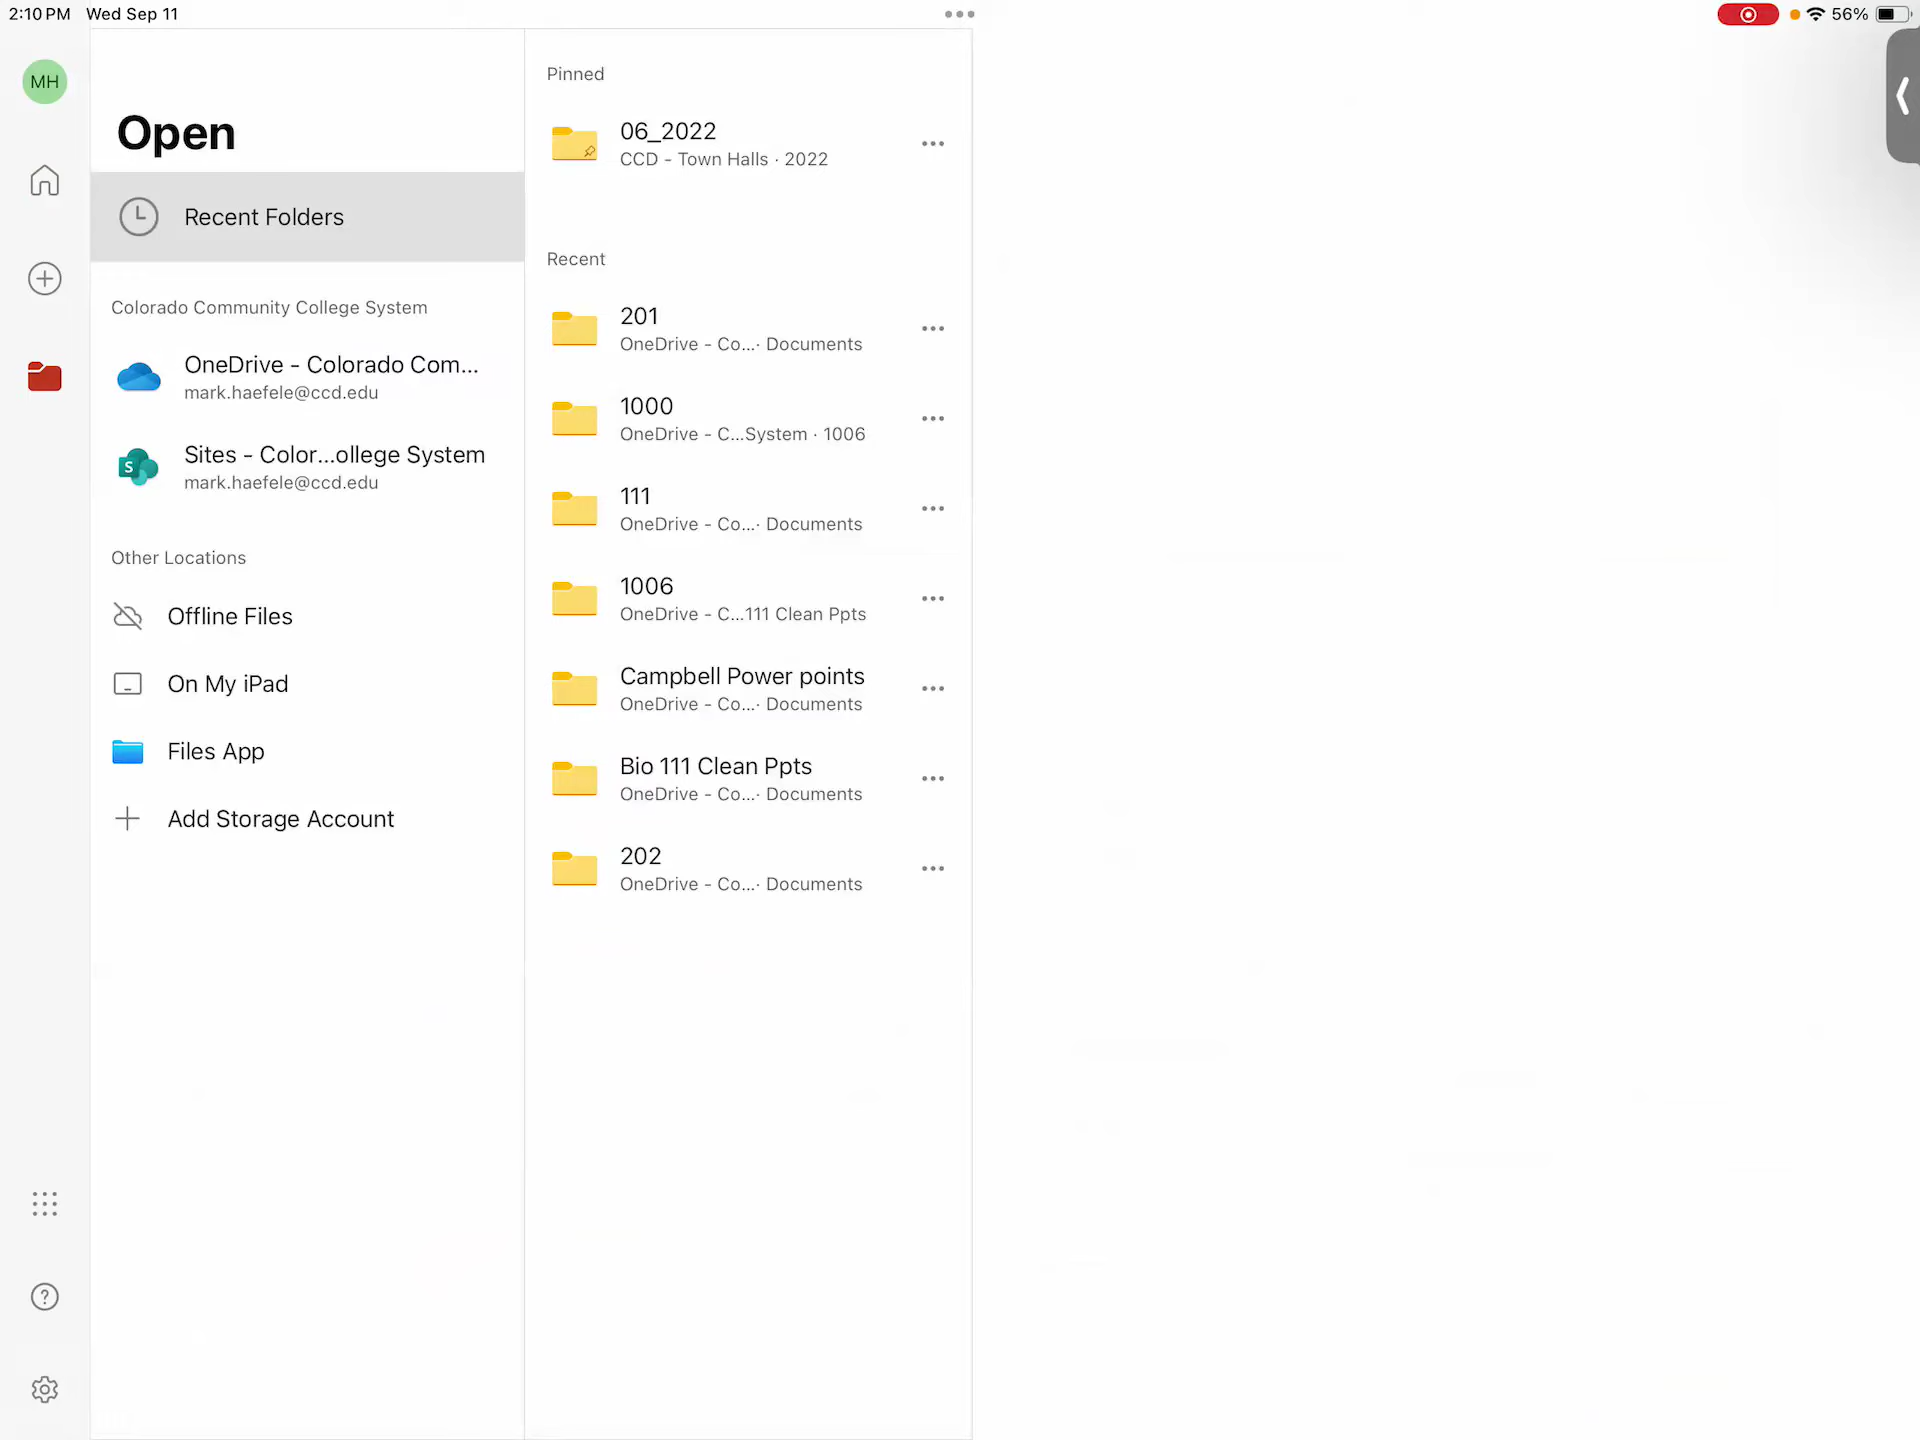 2:10 PM Wed Sep 11
56%
MH
Open
Recent Folders
Colorado Community College System
OneDrive - Colorado Com...
mark.haefele@ccd.edu
S
Sites - Color...ollege System
mark.haefele@ccd.edu
Other Locations
Offline Files
On My iPad
Files App
Add Storage Account
Pinned
06_2022
CCD - Town Halls · 2022
Recent
201
OneDrive - Co...· Documents
1000
OneDrive - C...System · 1006
111
OneDrive - Co...· Documents
1006
OneDrive - C...111 Clean Ppts
Campbell Power points
OneDrive - Co...· Documents
Bio 111 Clean Ppts
OneDrive - Co...· Documents
202
OneDrive - Co...· Documents